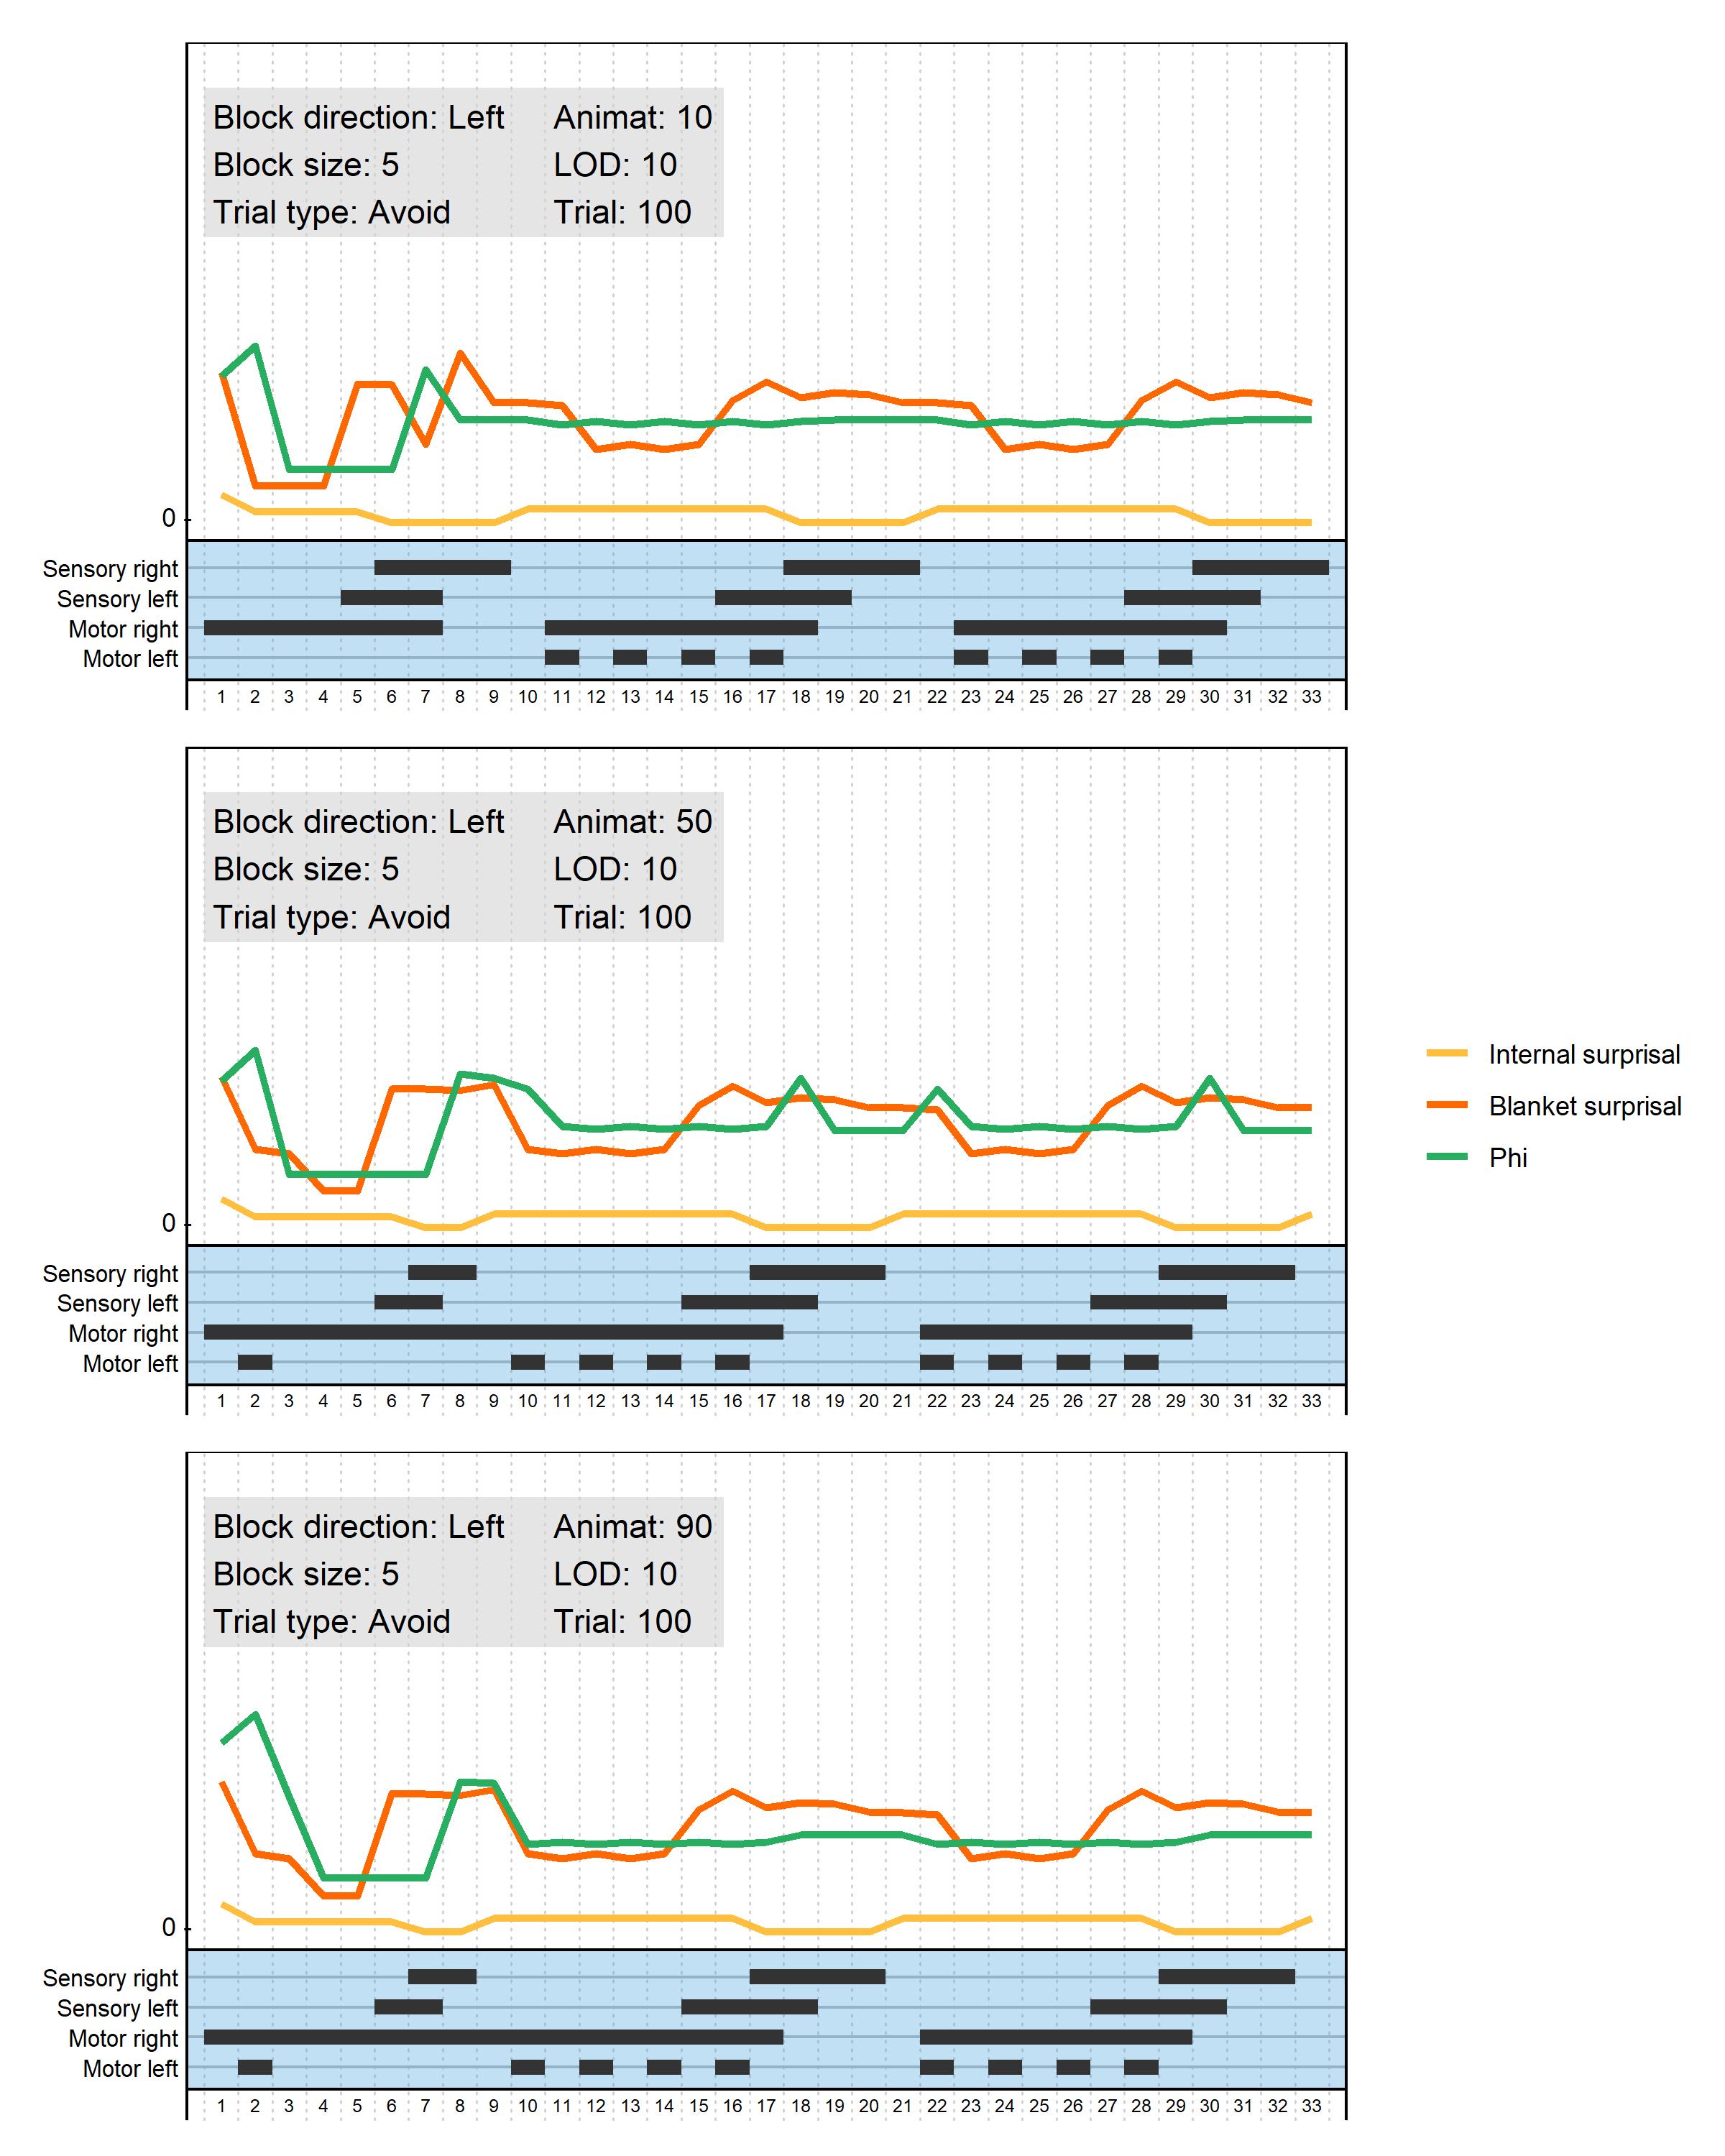 Block direction: Left Animat: 10
Block size: 5 LOD: 10
Trial type: Avoid Trial: 100
0
Sensory right
Sensory left
Motor right
Motor left
1 2 3 4 5 6 7 8 9 10 11 12 13 14 15 16 17 18 19 20 21 22 23 24 25 26 27 28 29 30 31 32 33
Block direction: Left Animat: 50
Block size: 5 LOD: 10
Trial type: Avoid Trial: 100
0
Sensory right
Sensory left
Motor right
Motor left
1 2 3 4 5 6 7 8 9 10 11 12 13 14 15 16 17 18 19 20 21 22 23 24 25 26 27 28 29 30 31 32 33
Internal surprisal
Blanket surprisal
Phi
Block direction: Left Animat: 90
Block size: 5 LOD: 10
Trial type: Avoid Trial: 100
0
Sensory right
Sensory left
Motor right
Motor left
1 2 3 4 5 6 7 8 9 10 11 12 13 14 15 16 17 18 19 20 21 22 23 24 25 26 27 28 29 30 31 32 33